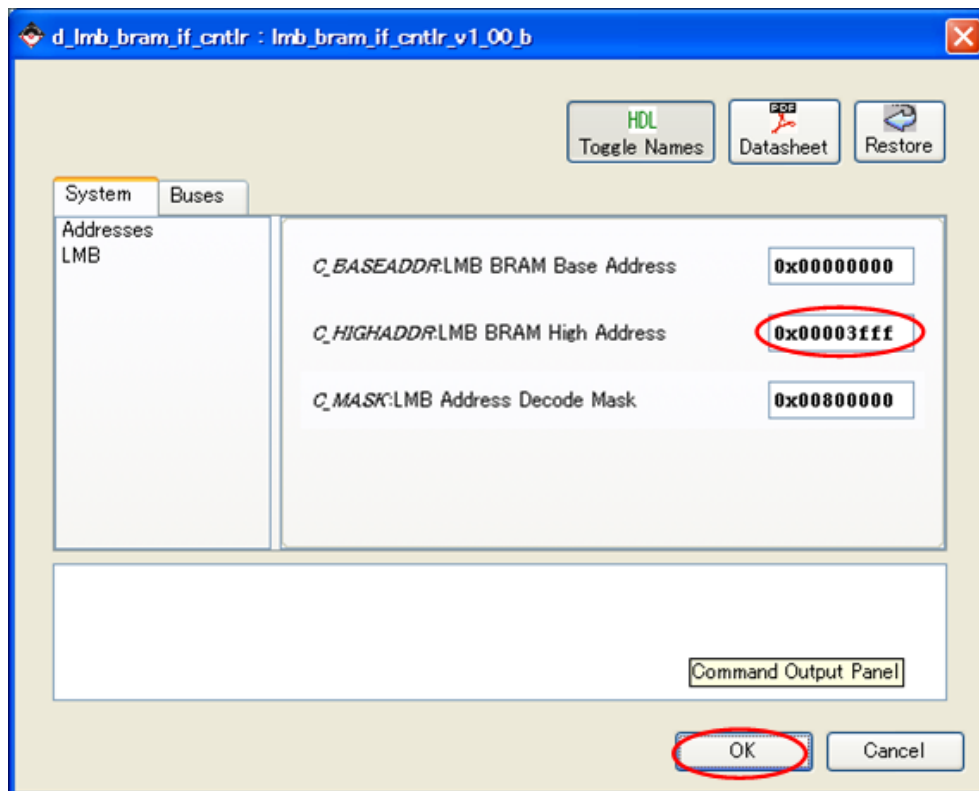 d_lmb_bram_if_cntlr : lmb_bram_if_cntlr_v1_00_b
HDL
Toggle Names
PDF
Datasheet
Restore
System
Buses
Addresses
LMB
C_BASEADDR:LMB BRAM Base Address
0x00000000
C_HIGHADDR:LMB BRAM High Address
0x00003fff
C_MASK:LMB Address Decode Mask
0x00800000
Command Output Panel
OK
Cancel